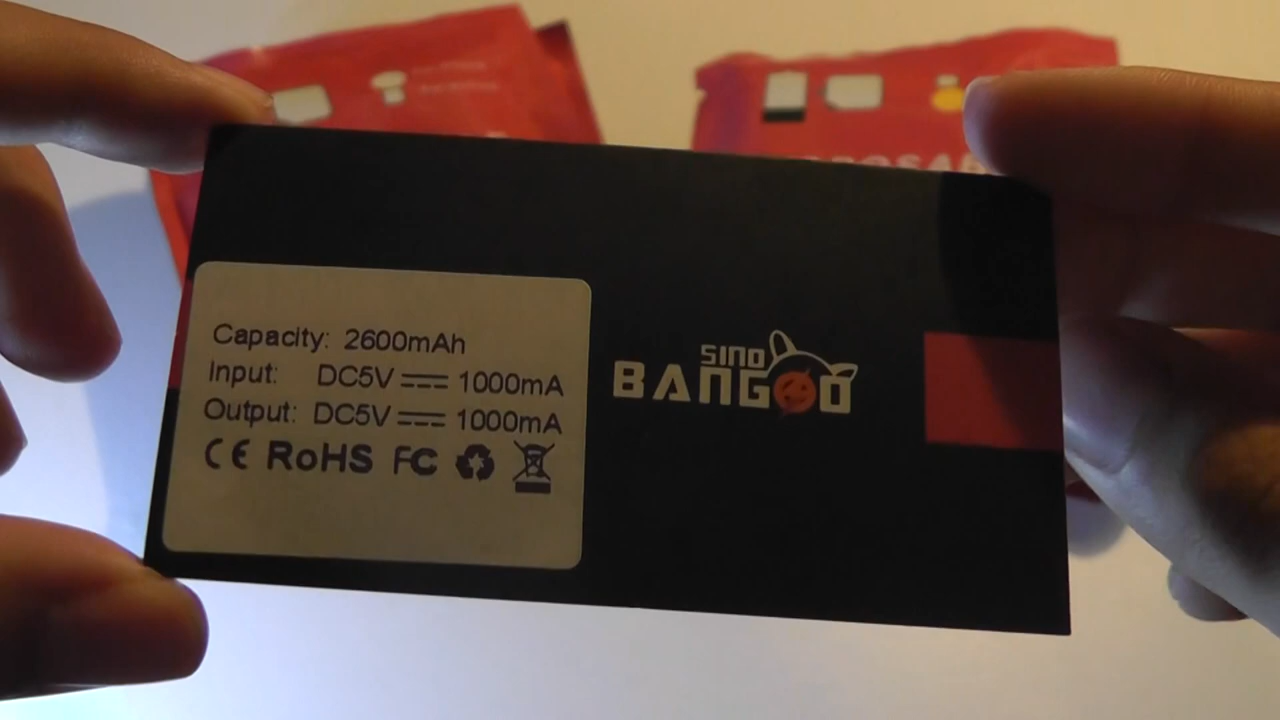 Capacity: 2600mAh
Input: DC5V 1000mA
Output: DC5V 1000mA
CE RoHS FC
SINO
BANGOO